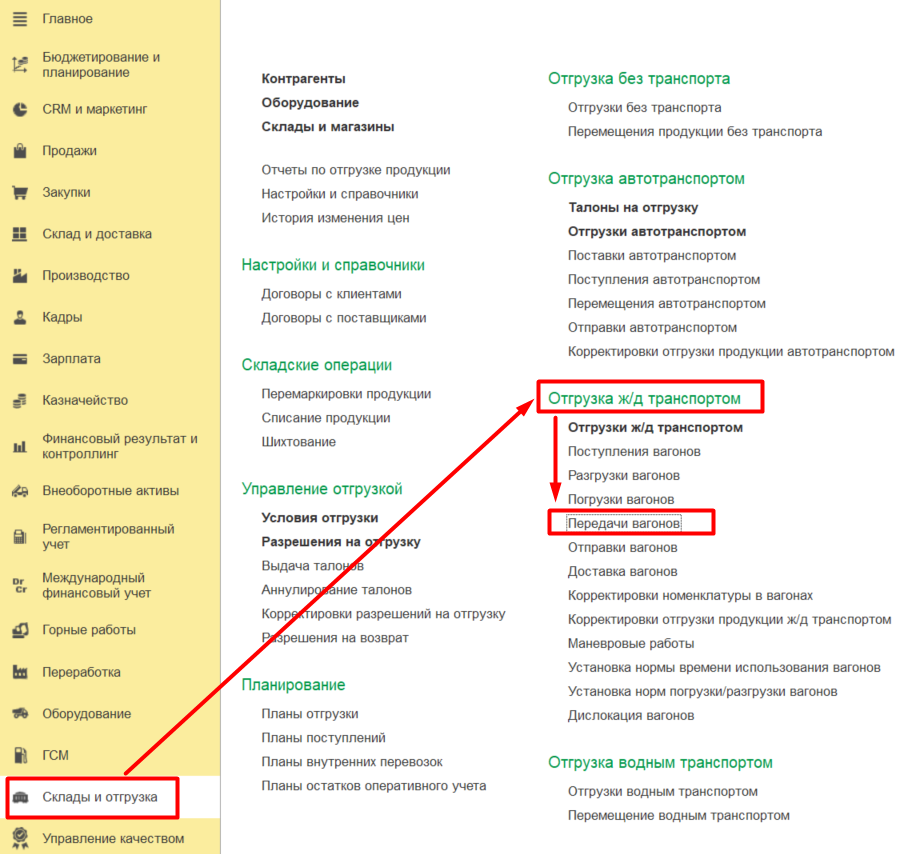 Главное
Бюджетирование и
планирование
CRM и маркетинг
Продажи
Закупки
Склад и доставка
Производство
Кадры
Зарплата
Казначейство
Финансовый результат и
контроллинг
Внеоборотные активы
Регламентированный
учет
Dr
Cr
Международный
финансовый учет
Горные работы
Переработка
Оборудование
ГСМ
Склады и отгрузка
Управление качеством
Контрагенты
Оборудование
Склады и магазины
Отчеты по отгрузке продукции
Настройки и справочники
История изменения цен
Настройки и справочники
Договоры с клиентами
Договоры с поставщиками
Складские операции
Перемаркировки продукции
Списание продукции
Шихтование
Управление отгрузкой
Условия отгрузки
Разрешения на отгрузку
Выдача талонов
Аннулирование талонов
Корректировки разрешений на отгрузку
Разрешения на возврат
Планирование
Планы отгрузки
Планы поступлений
Планы внутренних перевозок
Планы остатков оперативного учета
Отгрузка без транспорта
Отгрузки без транспорта
Перемещения продукции без транспорта
Отгрузка автотранспортом
Талоны на отгрузку
Отгрузки автотранспортом
Поставки автотранспортом
Поступления автотранспортом
Перемещения автотранспортом
Отправки автотранспортом
Корректировки отгрузки продукции автотранспортом
Отгрузка ж/д транспортом
Отгрузки ж/д транспортом
Поступления вагонов
Разгрузки вагонов
Погрузки вагонов
Передачи вагонов
Отправки вагонов
Доставка вагонов
Корректировки номенклатуры в вагонах
Корректировки отгрузки продукции ж/д транспортом
Маневровые работы
Установка нормы времени использования вагонов
Установка норм погрузки/разгрузки вагонов
Дислокация вагонов
Отгрузка водным транспортом
Отгрузки водным транспортом
Перемещение водным транспортом